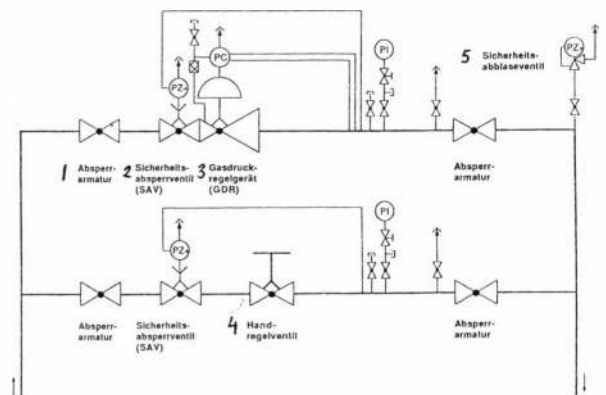 PI
5 Sicherheits-
abblaseventil
PZ
PC
PZ
1 Absperr-
armatur
2 Sicherheits-
absperrventil
(SAV)
3 Gasdruck-
regelgerät
(GDR)
Absperr-
armatur
PI
PZ
Absperr-
armatur
Sicherheits-
absperrventil
(SAV)
4 Hand-
regelventil
Absperr-
armatur